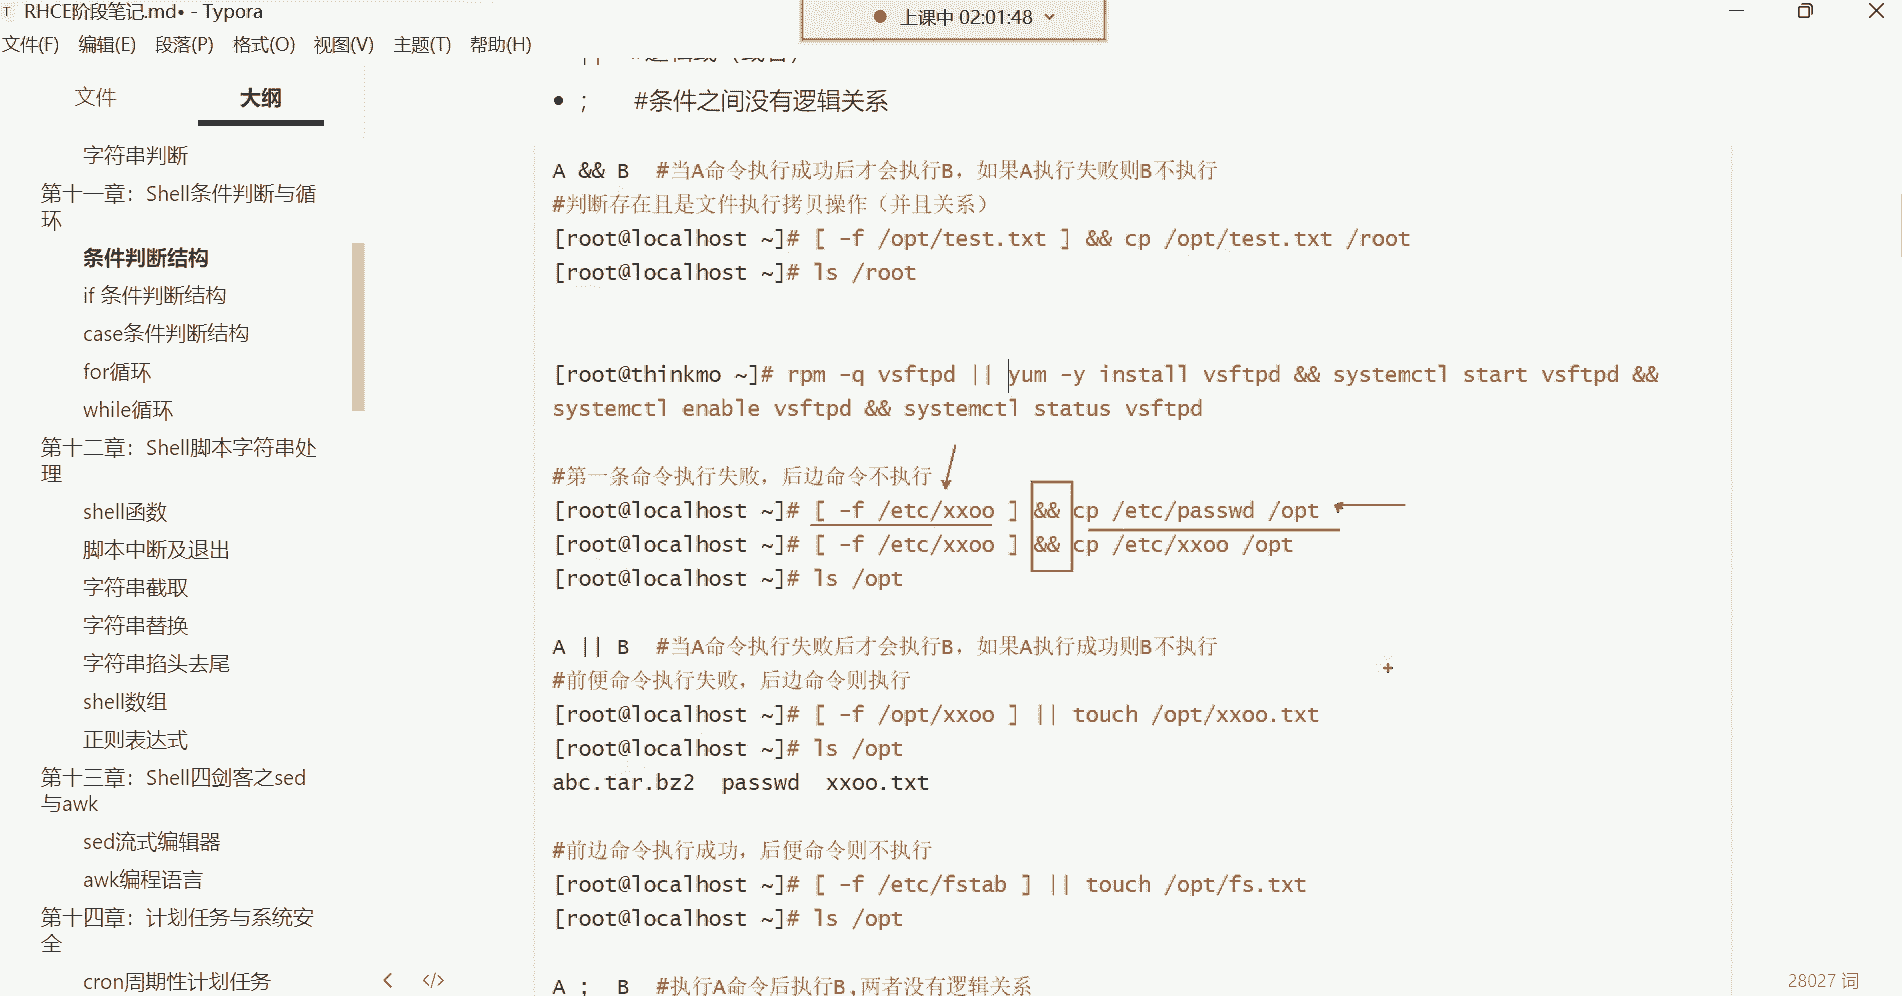 RHCE阶段笔记.md• - Typora
上课中 02:01:48
文件(F) 编辑(E) 段落(P) 格式(O) 视图(V) 主题(T) 帮助(H)
文件 大纲
字符串判断
第十一章：Shell条件判断与循
环
条件判断结构
if 条件判断结构
case条件判断结构
for循环
while循环
第十二章：Shell脚本字符串处
理
shell函数
脚本中断及退出
字符串截取
字符串替换
字符串掐头去尾
shell数组
正则表达式
第十三章：Shell四剑客之sed
与awk
sed流式编辑器
awk编程语言
第十四章：计划任务与系统安
全
cron周期性计划任务
• ; #条件之间没有逻辑关系
A && B #当A命令执行成功后才会执行B，如果A执行失败则B不执行
#判断存在且是文件执行拷贝操作（并且关系）
[root@localhost ~]# [ -f /opt/test.txt ] && cp /opt/test.txt /root
[root@localhost ~]# ls /root
[root@thinkmo ~]# rpm -q vsftpd || yum -y install vsftpd && systemctl start vsftpd &&
systemctl enable vsftpd && systemctl status vsftpd
#第一条命令执行失败，后边命令不执行
[root@localhost ~]# [ -f /etc/xxoo ] && cp /etc/passwd /opt
[root@localhost ~]# [ -f /etc/xxoo ] && cp /etc/xxoo /opt
[root@localhost ~]# ls /opt
A || B #当A命令执行失败后才会执行B，如果A执行成功则B不执行
#前便命令执行失败，后边命令则执行
[root@localhost ~]# [ -f /opt/xxoo ] || touch /opt/xxoo.txt
[root@localhost ~]# ls /opt
abc.tar.bz2 passwd xxoo.txt
#前边命令执行成功，后便命令则不执行
[root@localhost ~]# [ -f /etc/fstab ] || touch /opt/fs.txt
[root@localhost ~]# ls /opt
A ; B #执行A命令后执行B,两者没有逻辑关系
28027 词